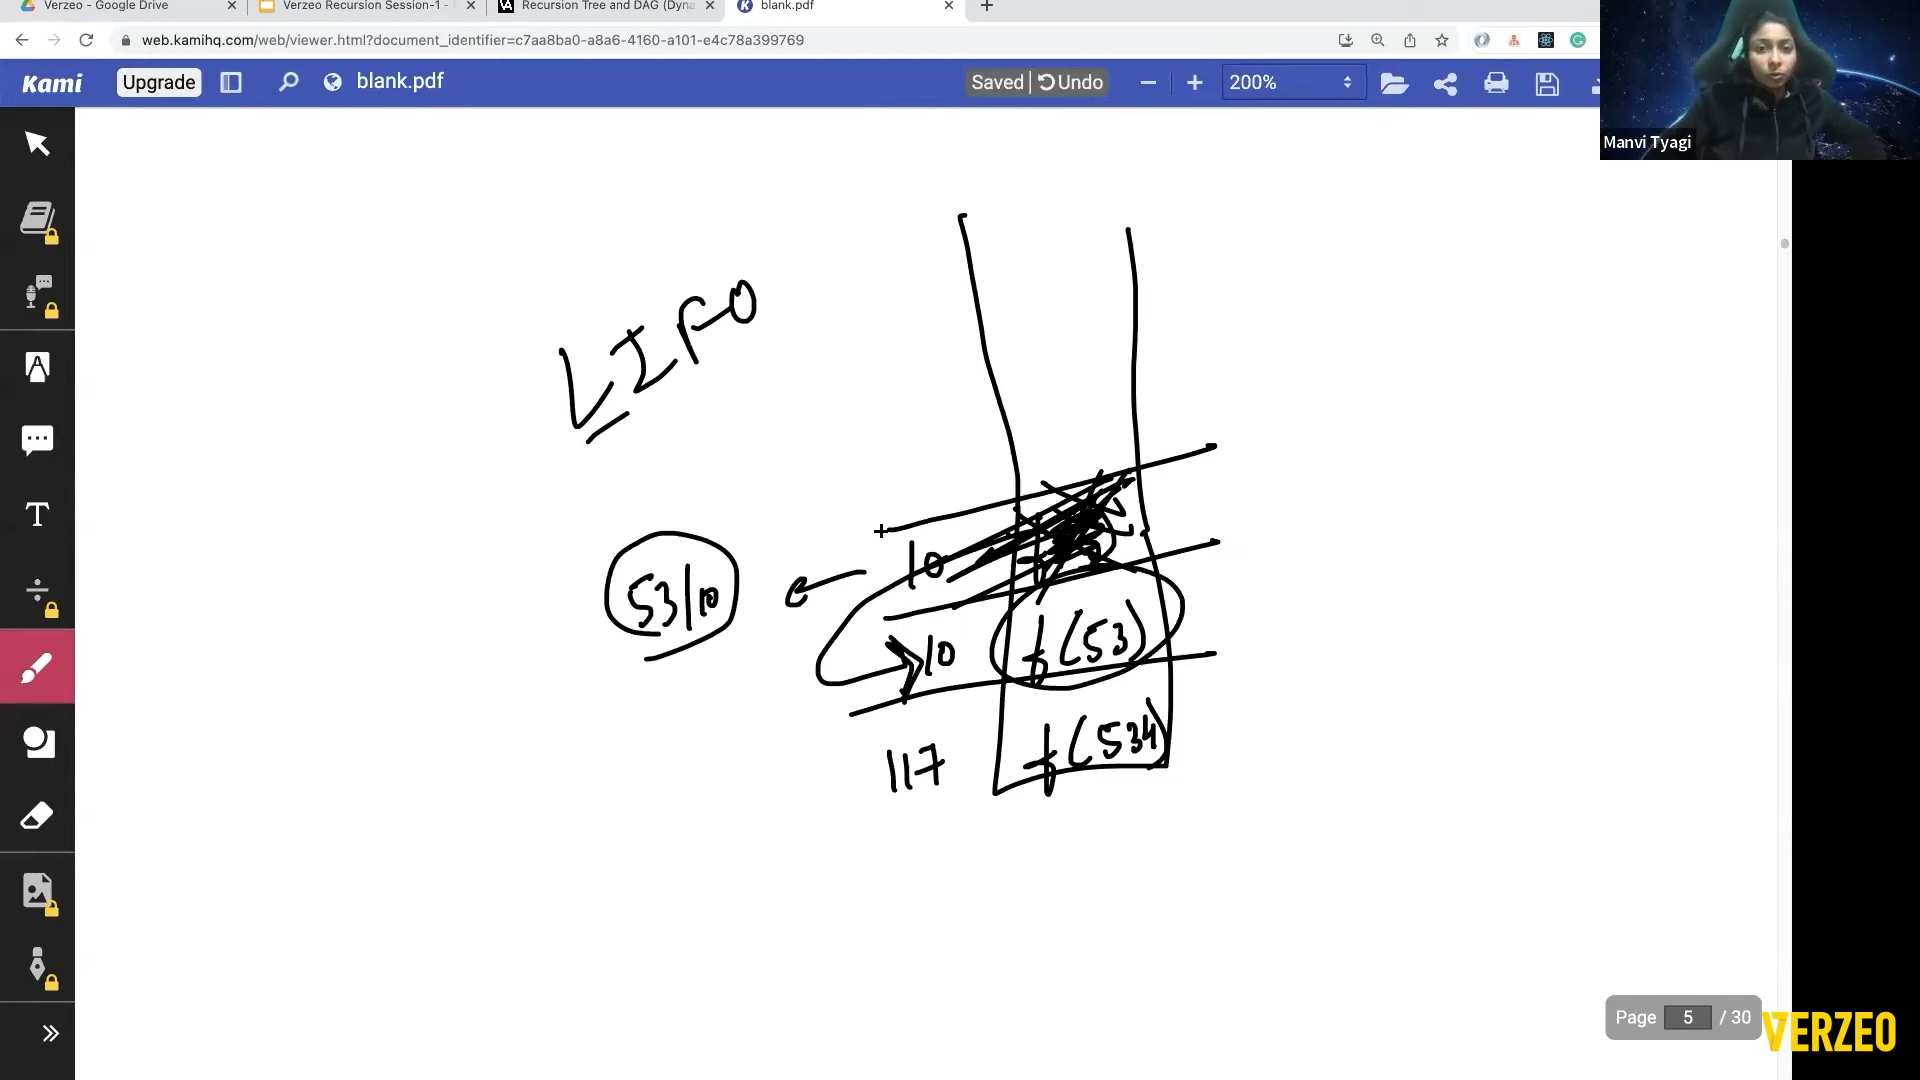 Verzeo - Google Drive
Verzeo Recursion Session-1 -
Recursion Tree and DAG (Dyna
blank.pdf
web.kamihq.com/web/viewer.html?document_identifier=c7aa8ba0-a8a6-4160-a101-e4c78a399769
Kami
Upgrade
blank.pdf
Saved
Undo
200%
Manvi Tyagi
LIFO
10
53/10
10
f(53)
117
f(534)
Page 5 / 30
VERZEO